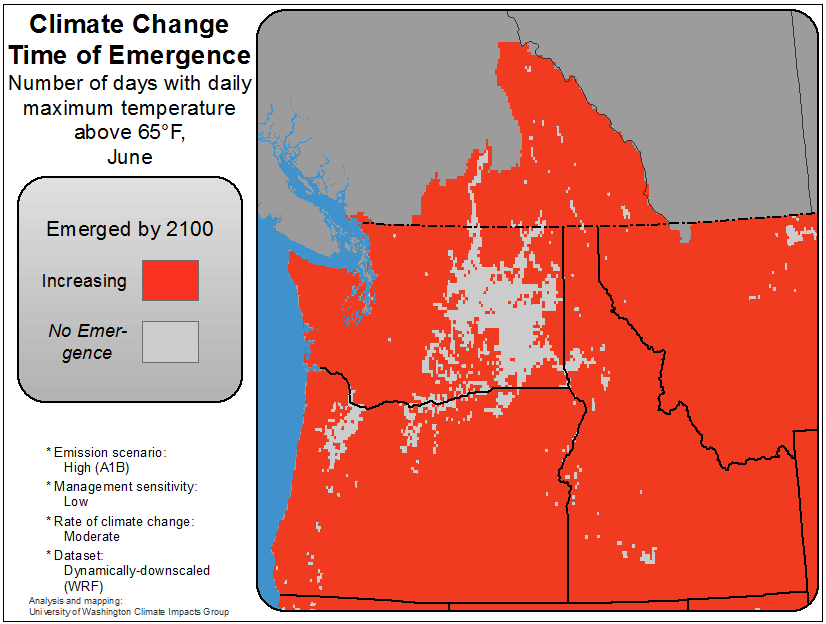 Climate Change
Time of Emergence
Number of days with daily
maximum temperature
above 65°F,
June
Emerged by 2100
Increasing
No Emer-
gence
* Emission scenario:
High (A1B)
* Management sensitivity:
Low
* Rate of climate change:
Moderate
* Dataset:
Dynamically-downscaled
(WRF)
Analysis and mapping:
University of Washington Climate Impacts Group